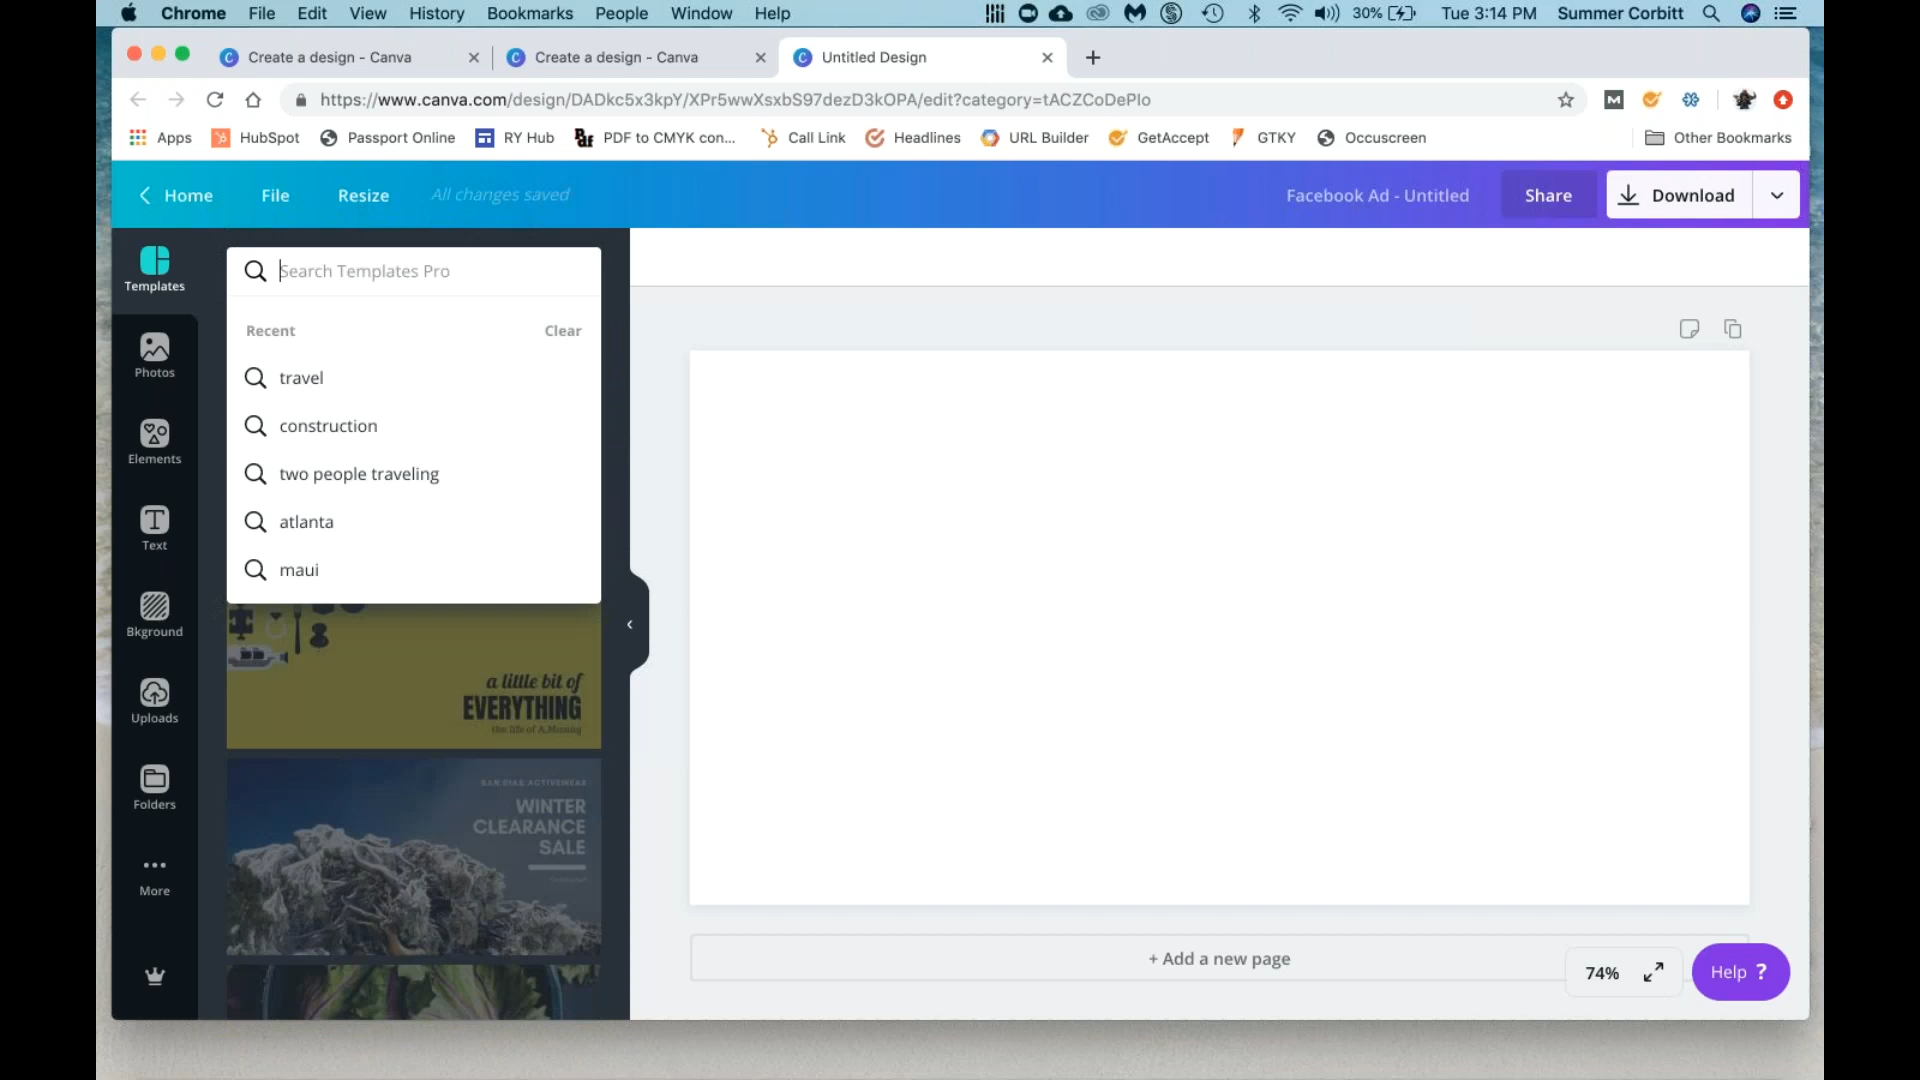 Chrome File Edit View History Bookmarks People Window Help 30% Tue 3:14 PM Summer Corbitt
Create a design - Canva Create a design - Canva Untitled Design
https://www.canva.com/design/DADkc5x3kpY/XPr5wwXsxbS97dezD3kOPA/edit?category=tACZCoDePIo
Apps HubSpot Passport Online RY Hub PDF to CMYK con... Call Link Headlines URL Builder GetAccept GTKY Occuscreen Other Bookmarks
Home File Resize All changes saved Facebook Ad - Untitled Share Download
Templates
Photos
Elements
Text
Bkground
Uploads
Folders
More
Search Templates Pro
Recent Clear
travel
construction
two people traveling
atlanta
maui
a little bit of
EVERYTHING
the life of A.Moning
WINTER
CLEARANCE
SALE
+ Add a new page
74%
Help ?